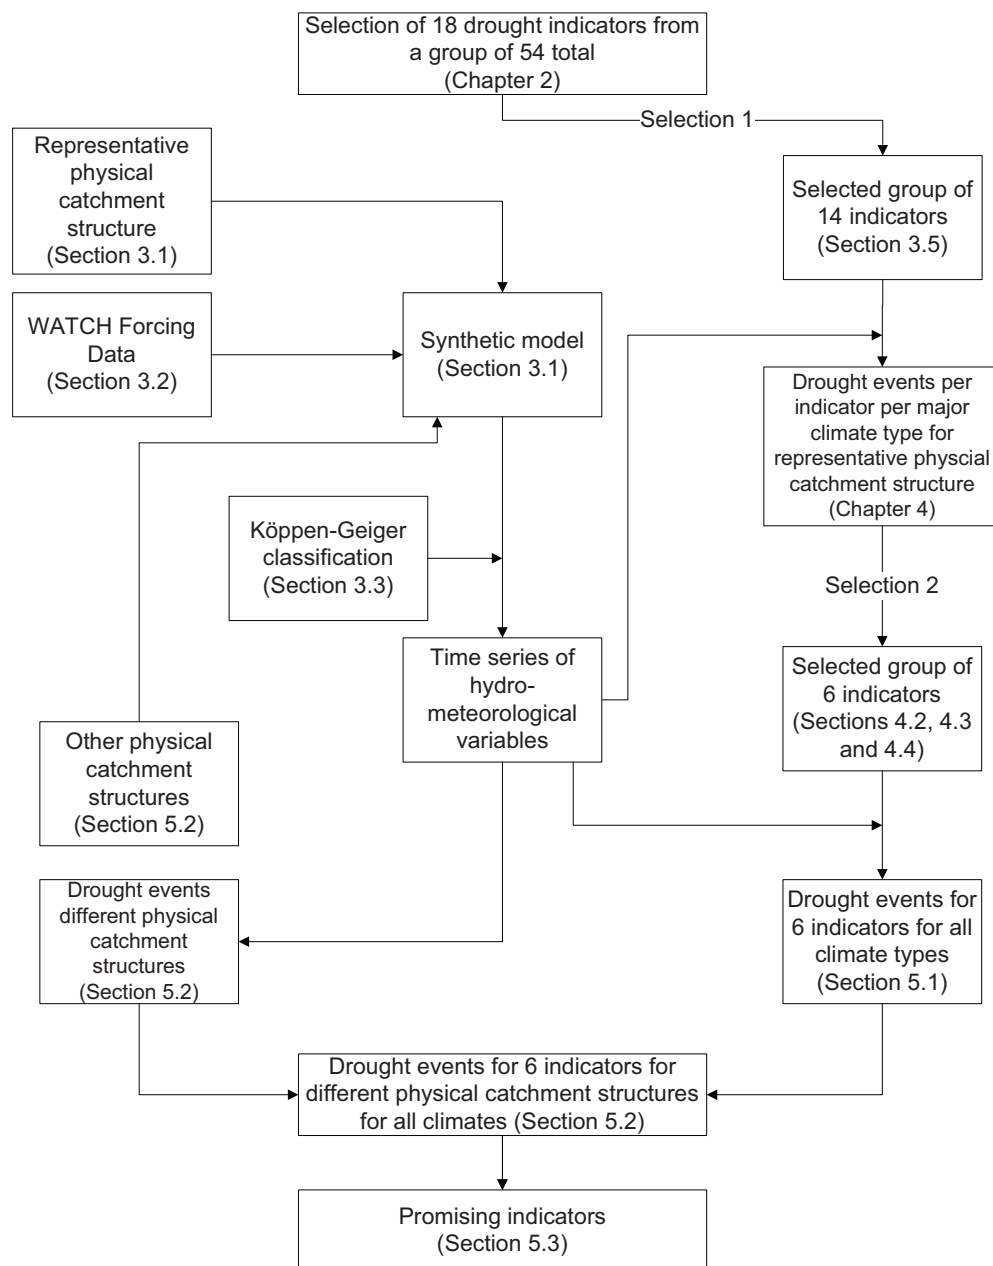 Selection of 18 drought indicators from
a group of 54 total
(Chapter 2)
Selection 1
Representative
physical
catchment
structure
(Section 3.1)
Selected group of
14 indicators
(Section 3.5)
WATCH Forcing
Data
(Section 3.2)
Synthetic model
(Section 3.1)
Drought events per
indicator per major
climate type for
representative physcial
catchment structure
(Chapter 4)
Köppen-Geiger
classification
(Section 3.3)
Selection 2
Time series of
hydro-
meteorological
variables
Selected group of
6 indicators
(Sections 4.2, 4.3
and 4.4)
Other physical
catchment
structures
(Section 5.2)
Drought events
different physical
catchment
structures
(Section 5.2)
Drought events for
6 indicators for all
climate types
(Section 5.1)
Drought events for 6 indicators for
different physical catchment structures
for all climates (Section 5.2)
Promising indicators
(Section 5.3)